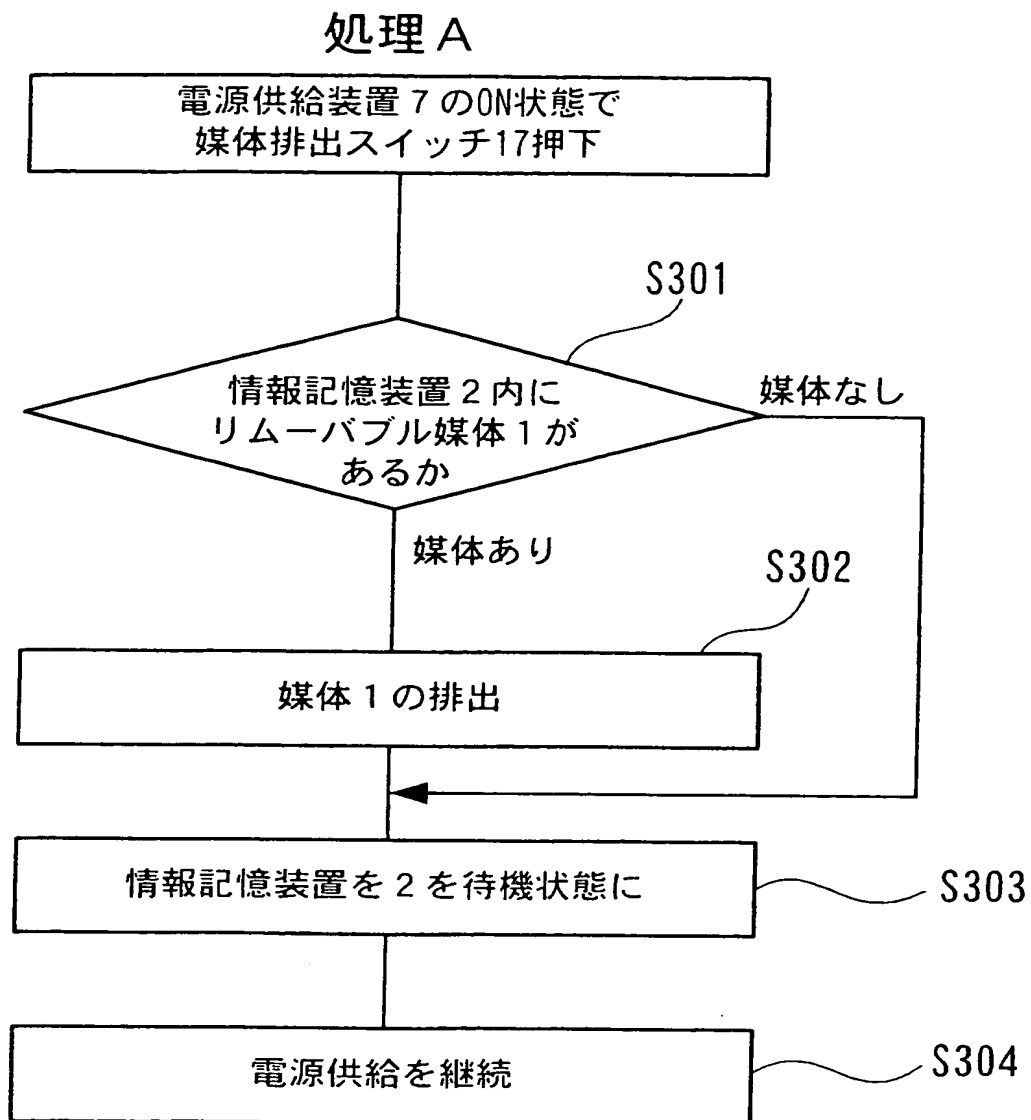 処理A
電源供給装置7のON状態で
媒体排出スイッチ17押下
S301
情報記憶装置2内に
リムーバブル媒体1が
あるか
媒体なし
媒体あり
S302
媒体1の排出
情報記憶装置を2を待機状態に
S303
電源供給を継続
S304